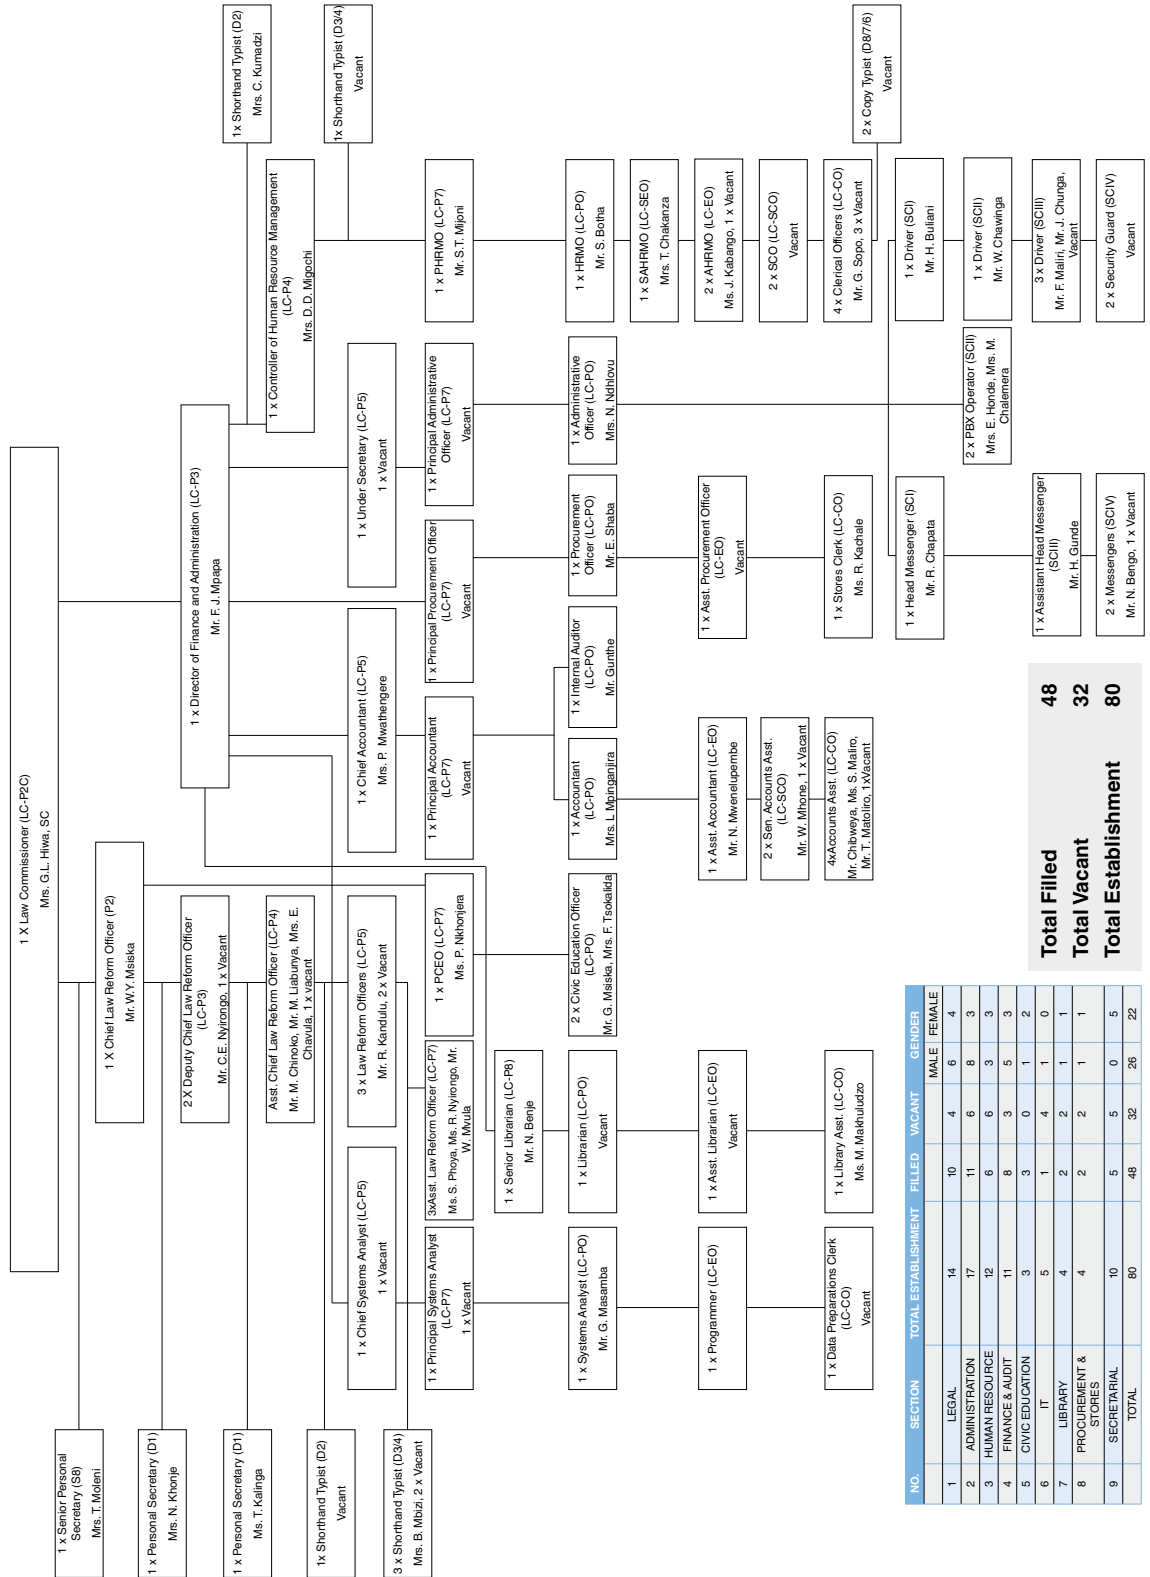 1 X Law Commissioner (LC-P2C)
Mrs. G.L. Hiwa, SC
1 x Senior Personal
Secretary (S8)
Mrs. T. Moleni
1 X Chief Law Reform Officer (P2)
Mr. W.Y. Msiska
1 x Personal Secretary (D1)
Mrs. N. Khonje
2 X Deputy Chief Law Reform Officer
(LC-P3)
Mr. C.E. Nyirongo, 1 x Vacant
1 x Director of Finance and Administration (LC-P3)
Mr. F. J. Mpapa
1x Shorthand Typist (D2)
Mrs. C. Kumadzi
1 x Personal Secretary (D1)
Ms. T. Kalinga
Asst. Chief Law Reform Officer (LC-P4)
Mr. M. Chinoko, Mr. M. Liabunya, Mrs. E.
Chavula, 1 x vacant
1 x Controller of Human Resource Management
(LC-P4)
Mrs. D.D. Migochi
1x Shorthand Typist (D2)
Vacant
1x Shorthand Typist (D3/4)
Vacant
1 x Chief Systems Analyst (LC-P5)
1 x Vacant
3 x Law Reform Officers (LC-P5)
Mr. R. Kandulu, 2 x Vacant
1 x Chief Accountant (LC-P5)
Mrs. P. Mwathengere
1 x Under Secretary (LC-P5)
1 x Vacant
3 x Shorthand Typist (D3/4)
Mrs. B. Mbizi, 2 x Vacant
1 x Principal Systems Analyst
(LC-P7)
1 x Vacant
3xAsst. Law Reform Officer (LC-P7)
Ms. S. Phoya, Ms. R. Nyirongo, Mr.
W. Mvula
1 x PCEO (LC-P7)
Ms. P. Nkhonjera
1 x Principal Accountant
(LC-P7)
Vacant
1 x Principal Procurement Officer
(LC-P7)
Vacant
1 x Principal Administrative
Officer (LC-P7)
Vacant
1 x PHRMO (LC-P7)
Mr. S.T. Mijoni
1 x Senior Librarian (LC-P8)
Mr. N. Benje
1 x Systems Analyst (LC-PO)
Mr. G. Masamba
1 x Librarian (LC-PO)
Vacant
2 x Civic Education Officer
(LC-PO)
Mr. G. Msiska, Mrs. F. Tsokalida
1 x Accountant
(LC-PO)
Mrs. L Mpinganjira
1 x Internal Auditor
(LC-PO)
Mr. Gunthe
1 x Procurement
Officer (LC-PO)
Mr. E. Shaba
1 x Administrative
Officer (LC-PO)
Mrs. N. Ndhlovu
1 x HRMO (LC-PO)
Mr. S. Botha
1 x SAHRMO (LC-SEO)
Mrs. T. Chakanza
1 x Programmer (LC-EO)
1 x Asst. Librarian (LC-EO)
Vacant
1 x Asst. Accountant (LC-EO)
Mr. N. Mwenelupembe
1 x Asst. Procurement Officer
(LC-EO)
Vacant
2 x AHRMO (LC-EO)
Ms. J. Kabango, 1 x Vacant
2 x Sen. Accounts Asst.
(LC-SCO)
Mr. W. Mhone, 1 x Vacant
2 x SCO (LC-SCO)
Vacant
1 x Data Preparations Clerk
(LC-CO)
Vacant
1 x Library Asst. (LC-CO)
Ms. M. Makhuludzo
4xAccounts Asst. (LC-CO)
Mr. Chibweya, Ms. S. Maliro,
Mr. T. Matoliro, 1xVacant
1 x Stores Clerk (LC-CO)
Ms. R. Kachale
4 x Clerical Officers (LC-CO)
Mr. G. Sopo, 3 x Vacant
2 x Copy Typist (D8/7/6)
Vacant
1 x Head Messenger (SCI)
Mr. R. Chapata
1 x Driver (SCI)
Mr. H. Buliani
2 x PBX Operator (SCII)
Mrs. E. Honde, Mrs. M.
Chalemera
1 x Driver (SCII)
Mr. W. Chawinga
1 x Assistant Head Messenger
(SCIII)
Mr. H. Gunde
3 x Driver (SCIII)
Mr. F. Maliri, Mr. J. Chunga,
Vacant
2 x Messengers (SCIV)
Mr. N. Bengo, 1 x Vacant
2 x Security Guard (SCIV)
Vacant
NO. SECTION TOTAL ESTABLISHMENT FILLED VACANT GENDER
MALE FEMALE
1 LEGAL 14 10 4 6 4
2 ADMINISTRATION 17 11 6 8 3
3 HUMAN RESOURCE 12 6 6 3 3
4 FINANCE & AUDIT 11 8 3 5 3
5 CIVIC EDUCATION 3 3 0 1 2
6 IT 5 1 4 1 0
7 LIBRARY 4 2 2 1 1
8 PROCUREMENT &
STORES 4 2 2 1 1
9 SECRETARIAL 10 5 5 0 5
TOTAL 80 48 32 26 22
Total Filled 48
Total Vacant 32
Total Establishment 80